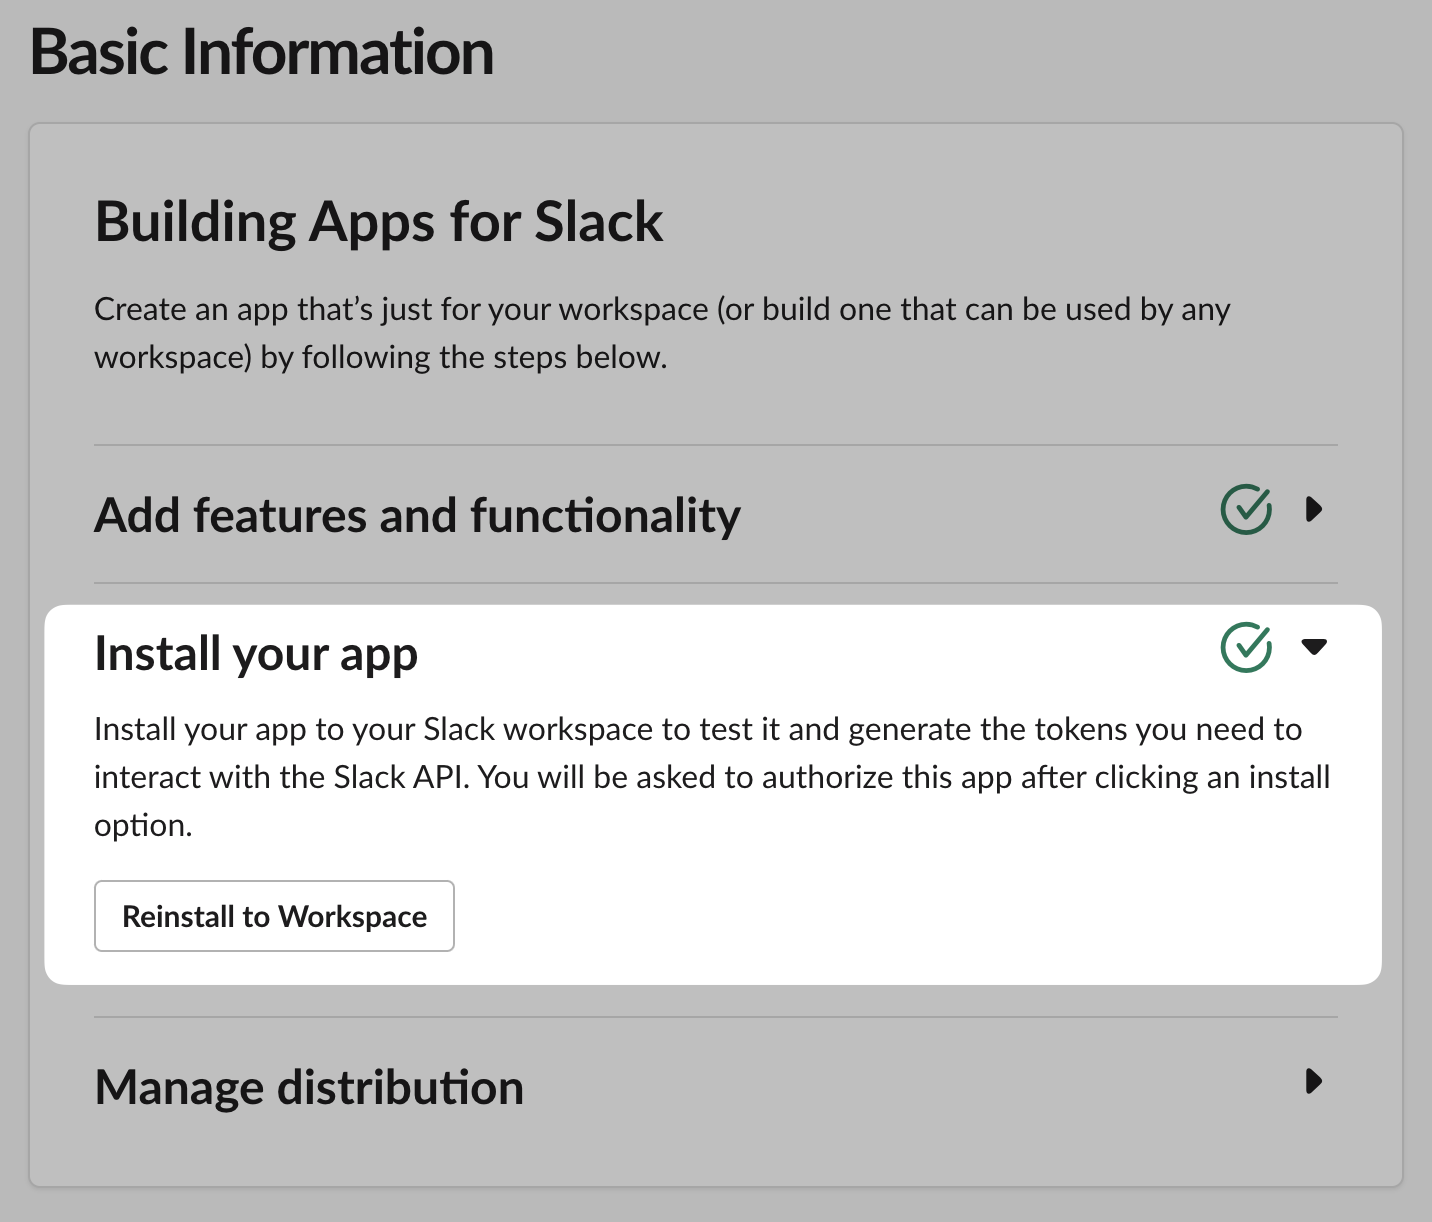 Basic Information
Building Apps for Slack
Create an app that’s just for your workspace (or build one that can be used by any
workspace) by following the steps below.
Add features and functionality
Install your app
Install your app to your Slack workspace to test it and generate the tokens you need to
interact with the Slack API. You will be asked to authorize this app after clicking an install
option.
Reinstall to Workspace
Manage distribution